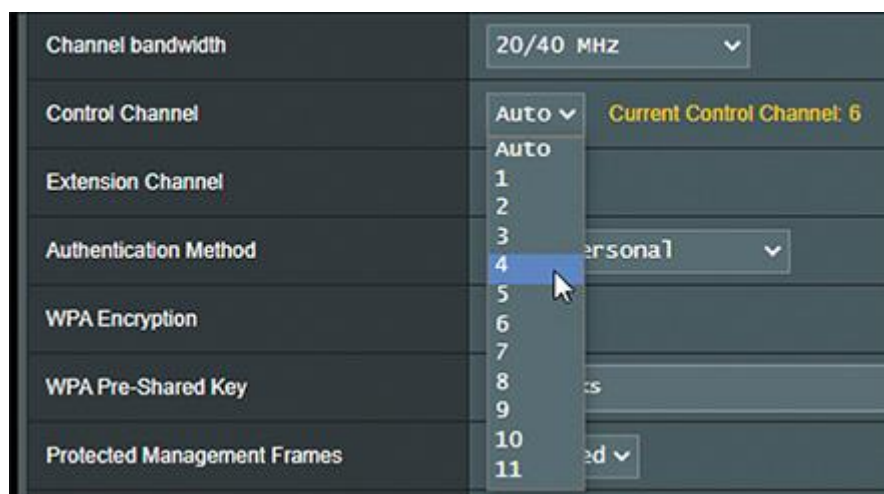 Channel bandwidth 20/40 MHz
Control Channel Auto Current Control Channel: 6
Auto
Extension Channel 1
2
3
Authentication Method ersonal
4
5
WPA Encryption 6
7
WPA Pre-Shared Key 8 ks
9
10
Protected Management Frames ed
11